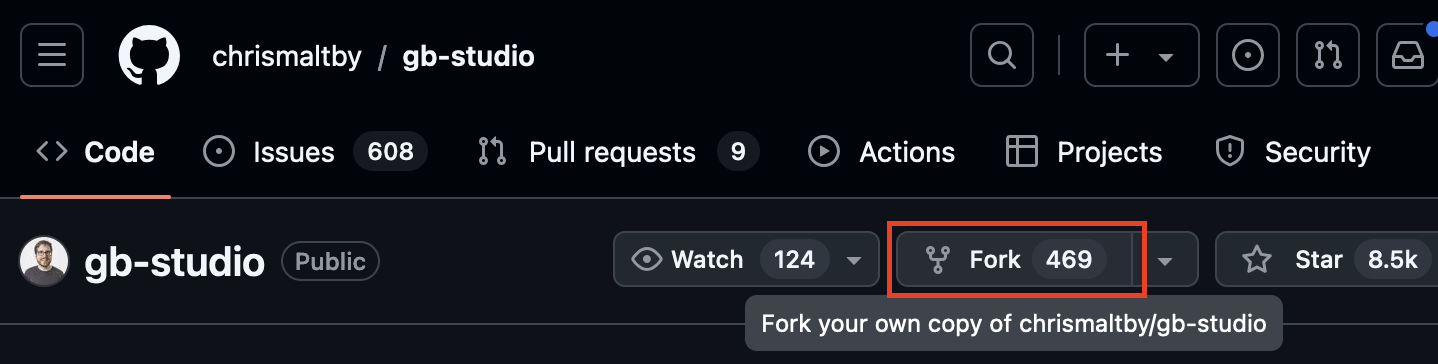 chrismaltby / gb-studio
Code Issues 608 Pull requests 9 Actions Projects Security
gb-studio Public Watch 124 Fork 469 Star 8.5k
Fork your own copy of chrismaltby/gb-studio